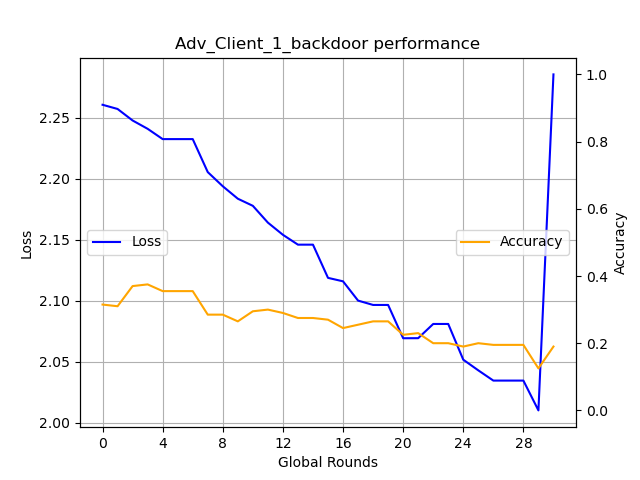 Adv_Client_1_backdoor performance
2.25
2.20
2.15
2.10
2.05
2.00
Loss
Loss
Accuracy
1.0
0.8
0.6
0.4
0.2
0.0
Accuracy
0 4 8 12 16 20 24 28
Global Rounds